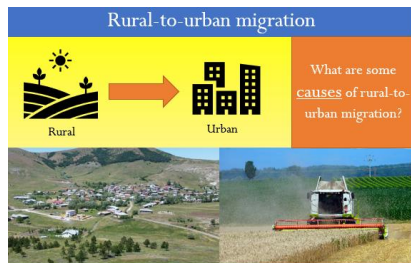 Rural-to-urban migration
Rural
Urban
What are some
causes of rural-to-
urban migration?